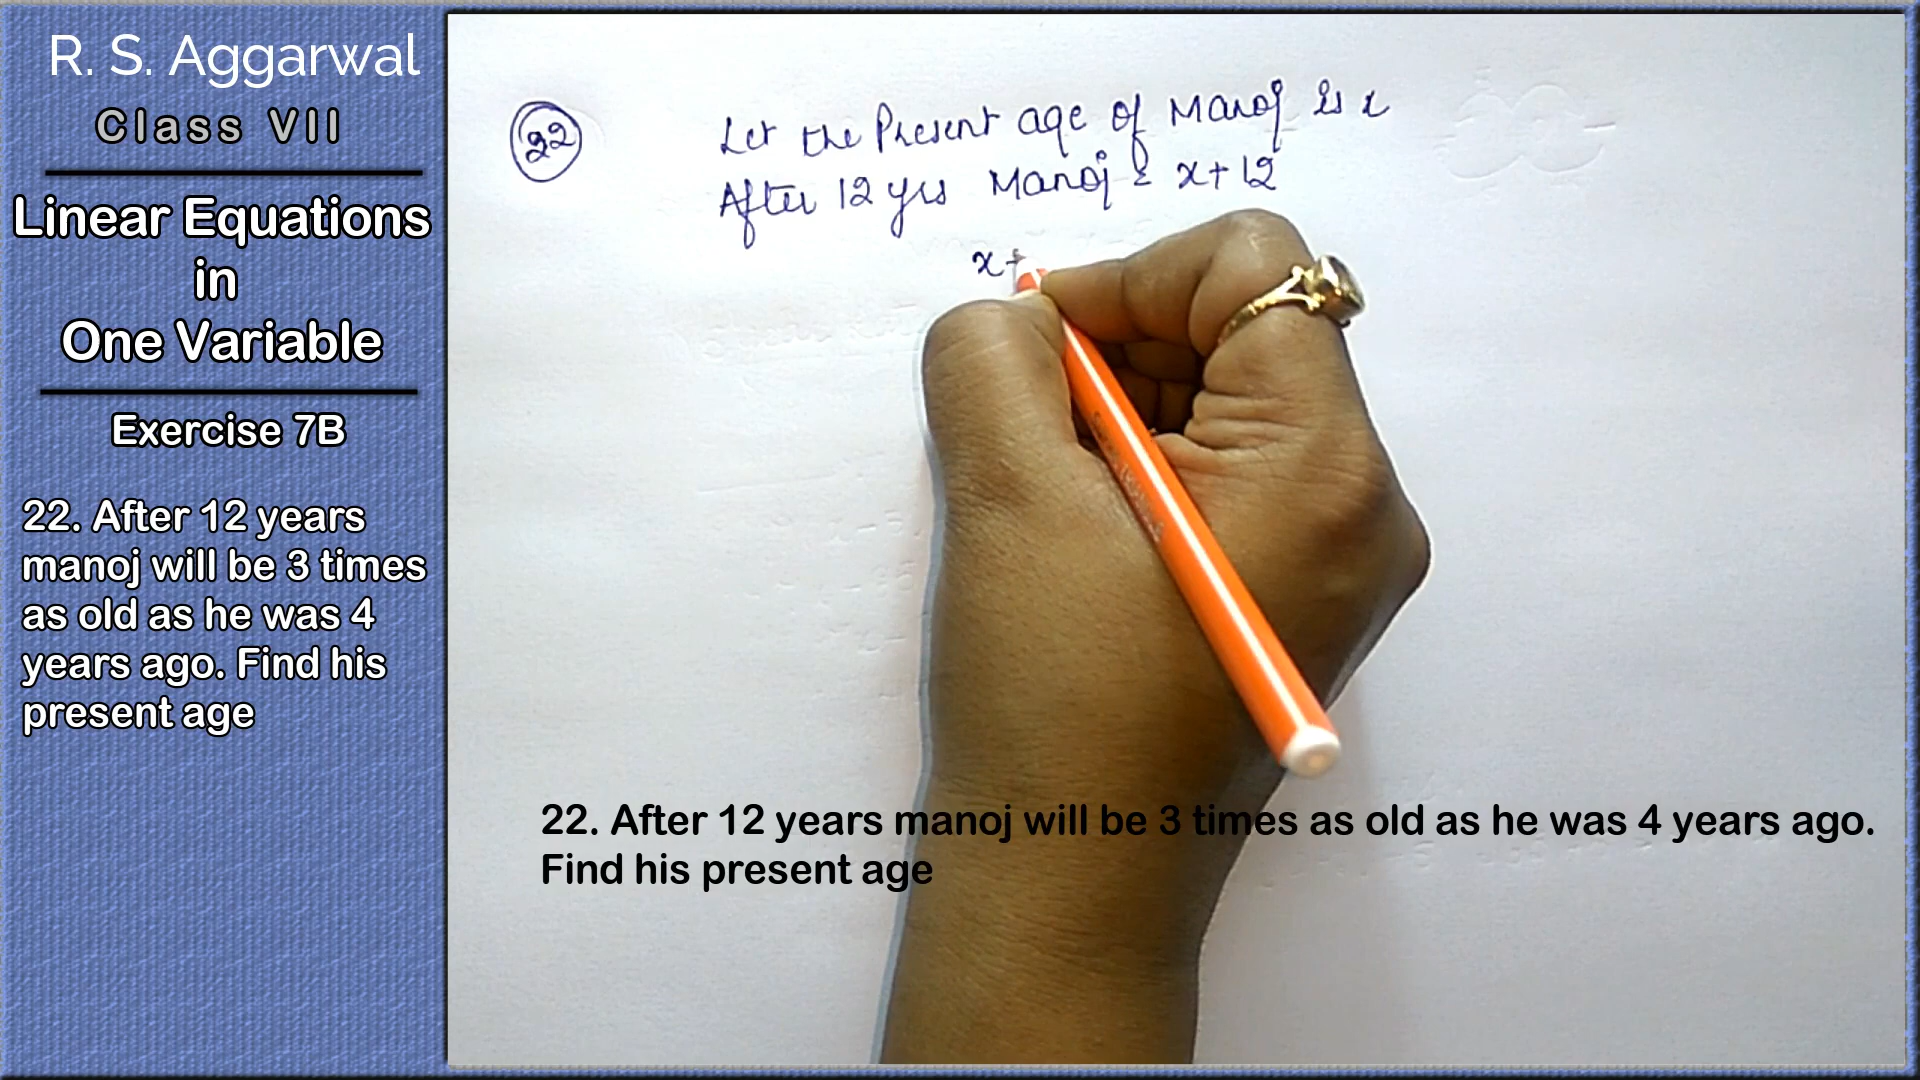 R. S. Aggarwal
Class VII
Linear Equations
in
One Variable
Exercise 7B
22. After 12 years
manoj will be 3 times
as old as he was 4
years ago. Find his
present age
22
Let the Present age of Manoj is x
After 12 yrs Manoj = x+12
x+
22. After 12 years manoj will be 3 times as old as he was 4 years ago.
Find his present age